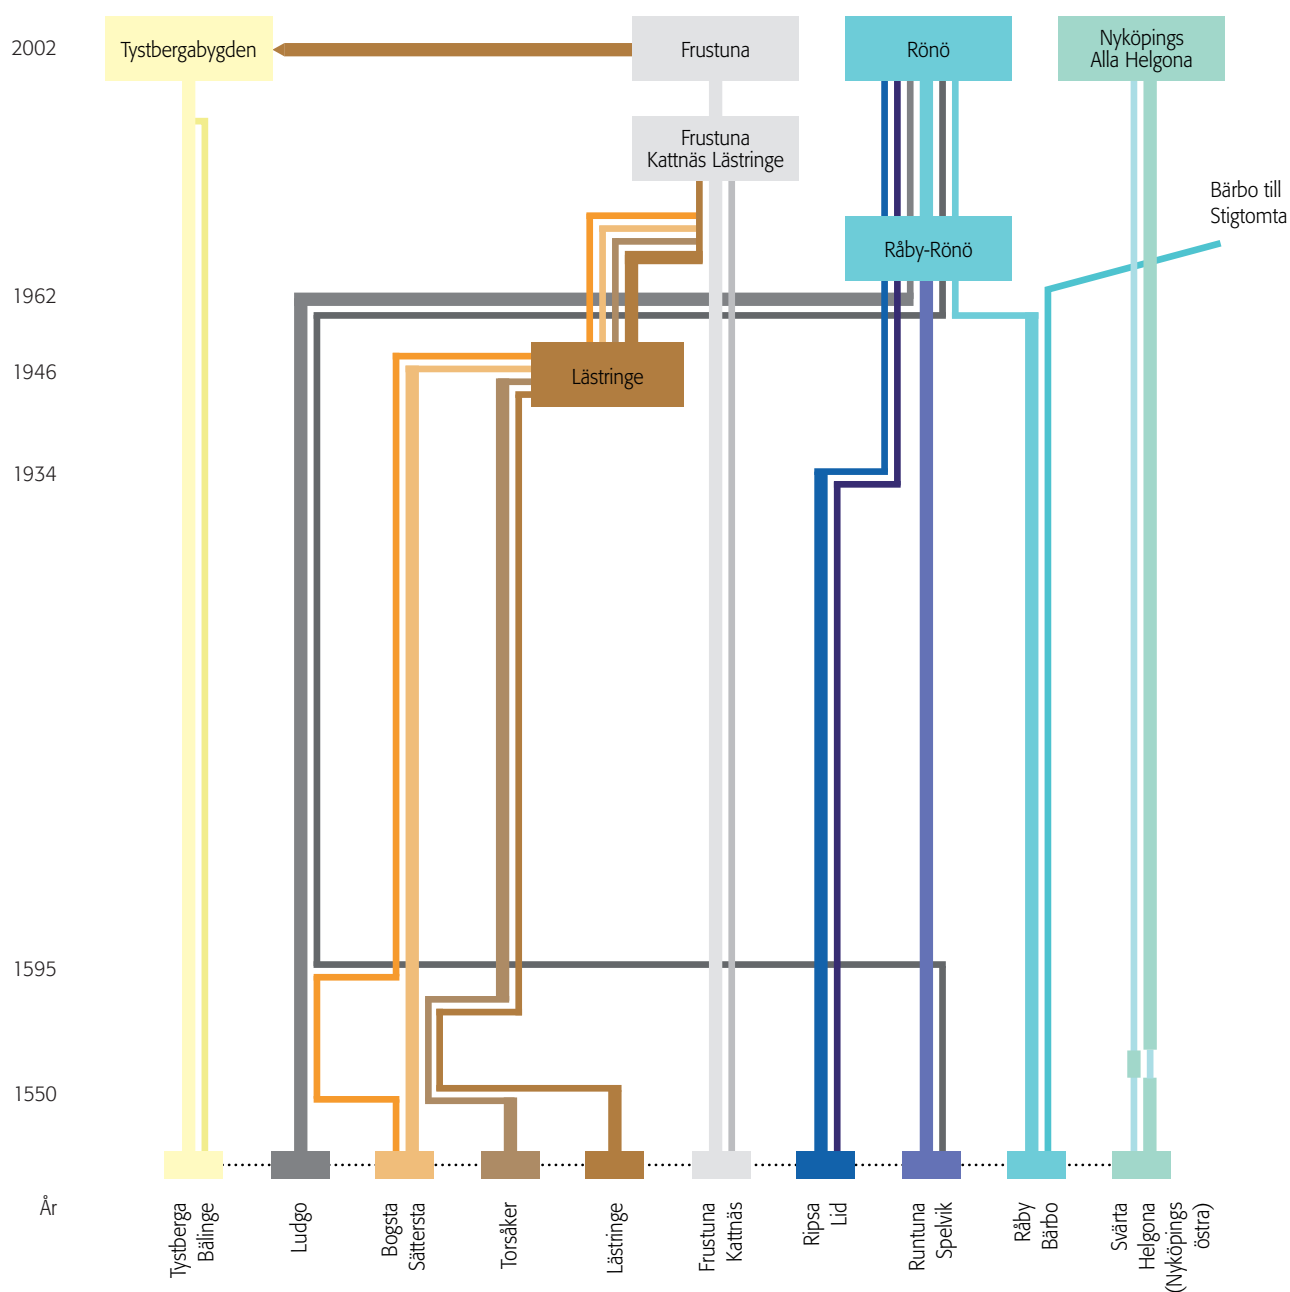 2002
Tystbergabygden
Frustuna
Rönö
Nyköpings
Alla Helgona
Frustuna
Kattnäs Lästringe
Bärbo till
Stigtomta
Råby-Rönö
1962
1946
Lästringe
1934
1595
1550
År
Tystberga
Bälinge
Ludgo
Bogsta
Sättersta
Torsåker
Lästringe
Frustuna
Kattnäs
Ripsa
Lid
Runtuna
Spelvik
Råby
Bärbo
Svärta
Helgona
(Nyköpings
östra)